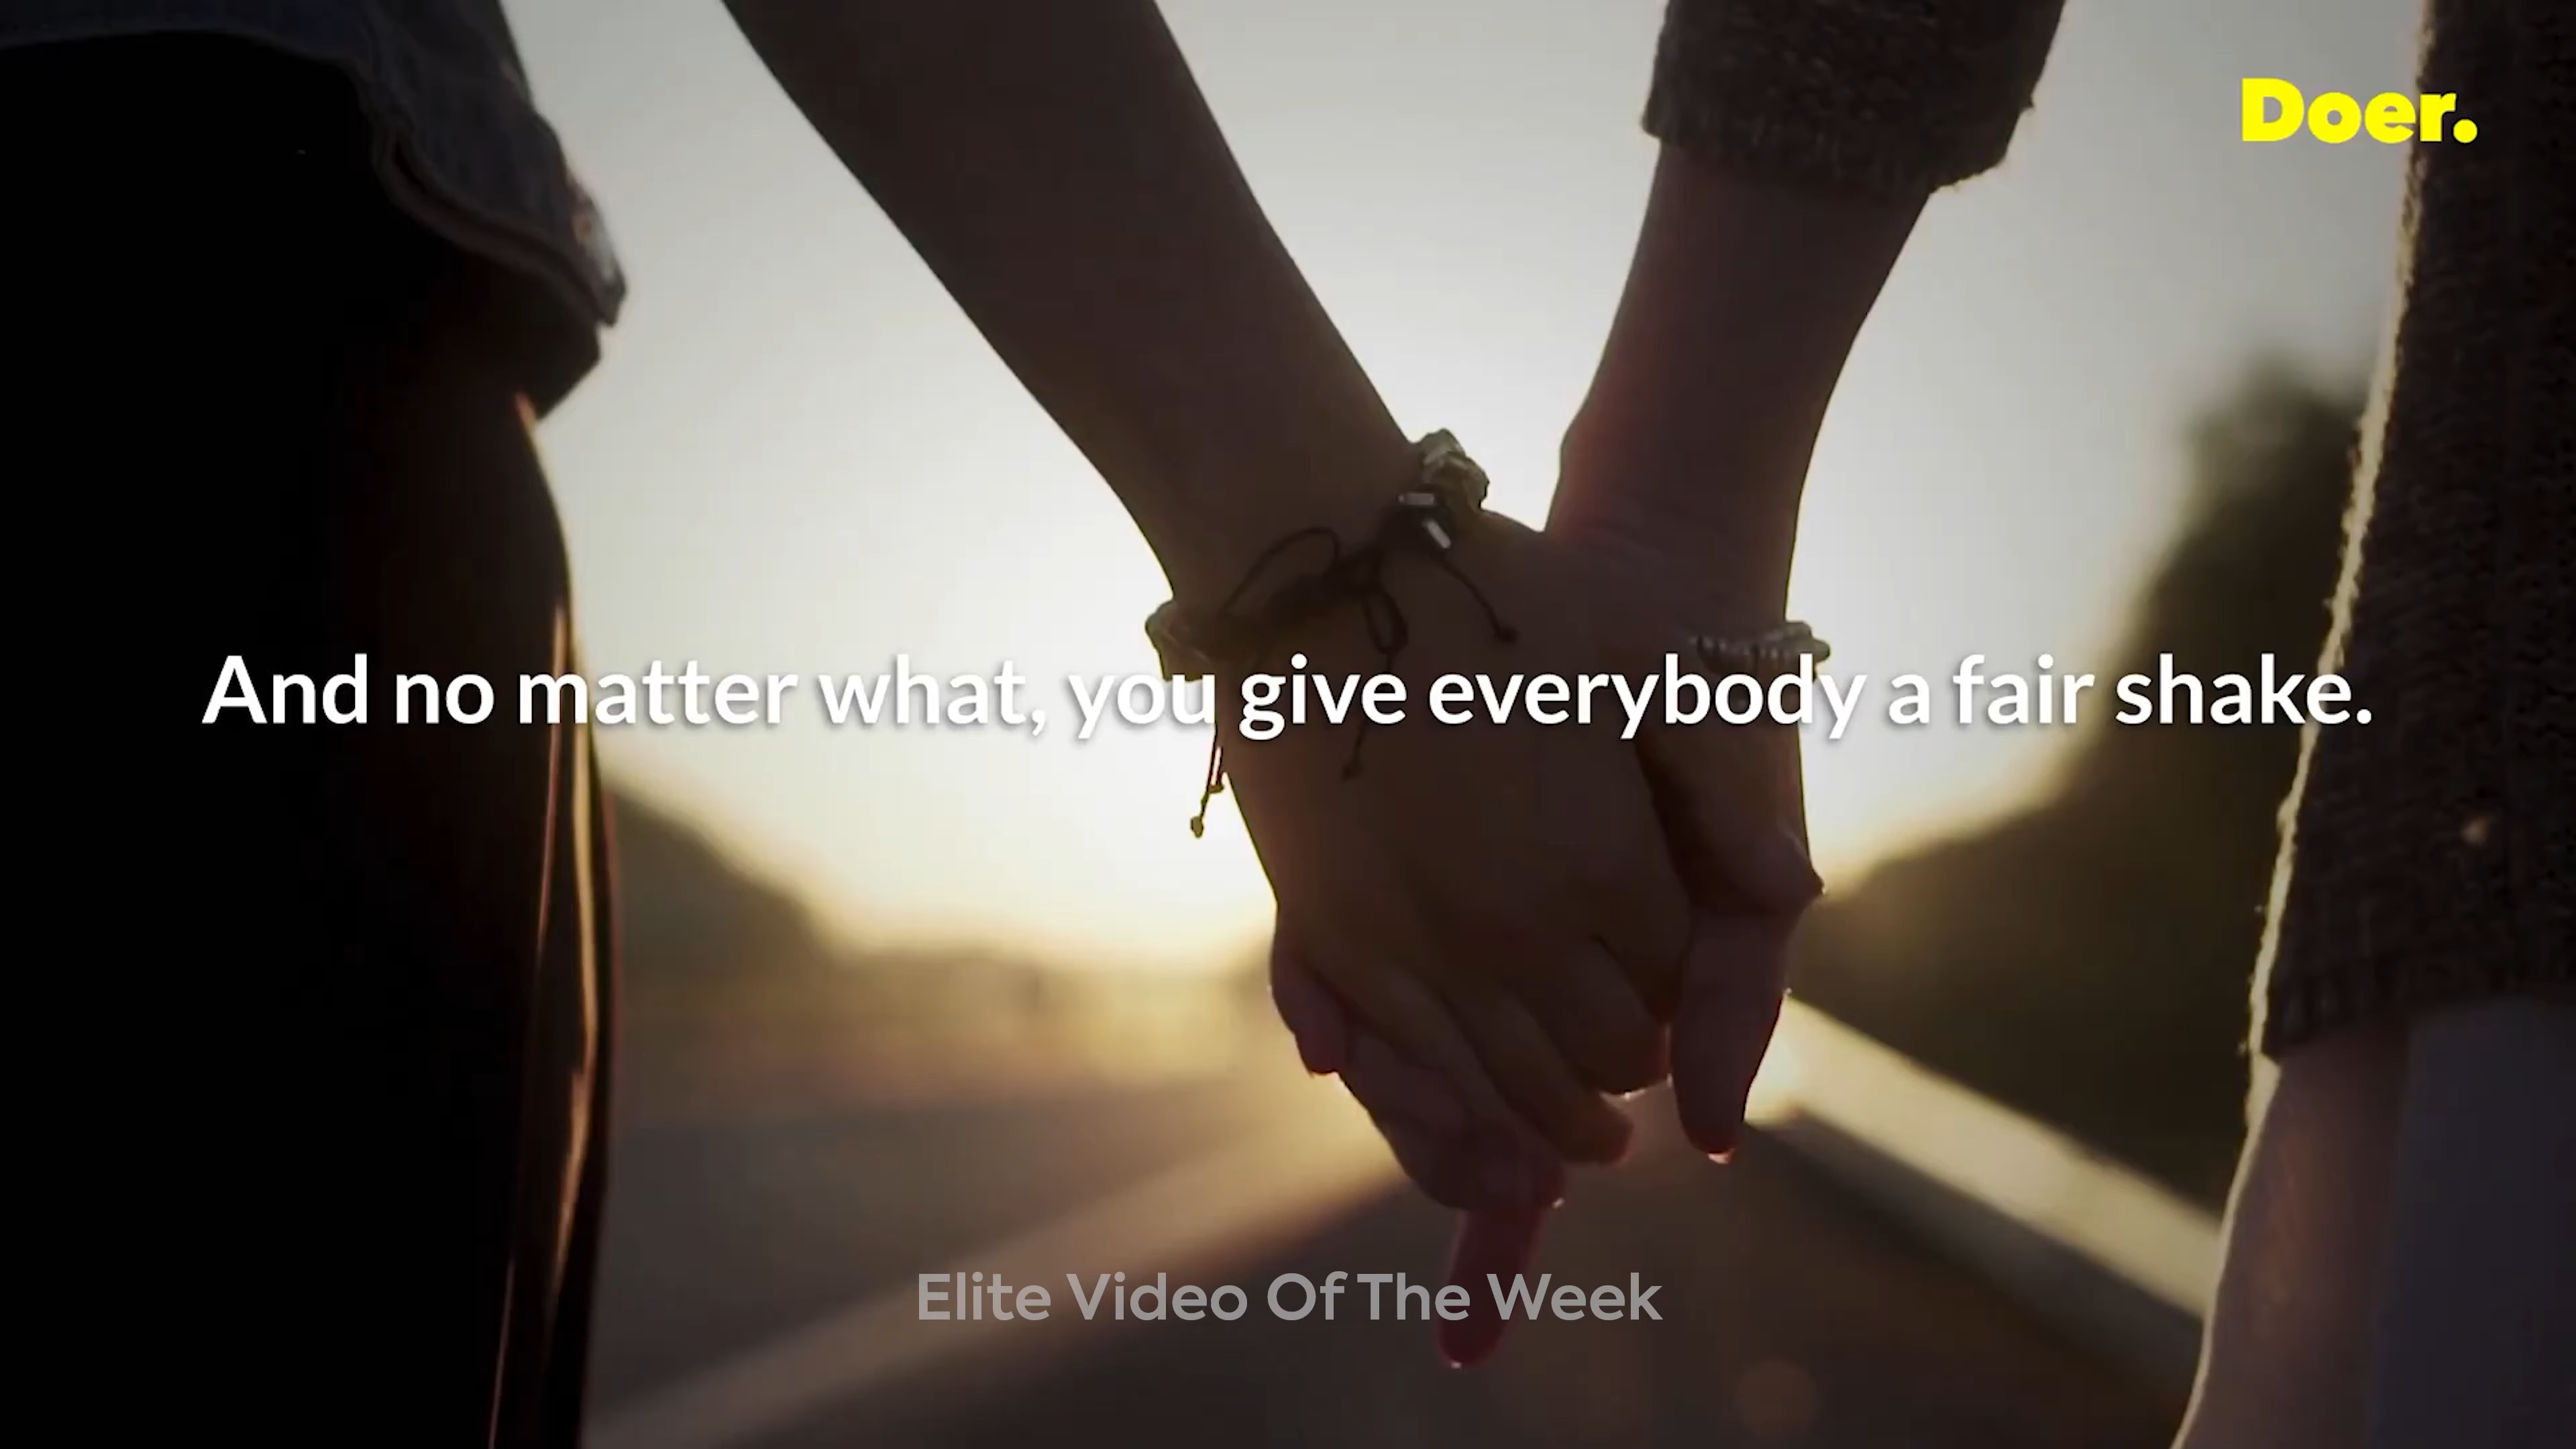 Doer.
And no matter what, you give everybody a fair shake.
Elite Video Of The Week